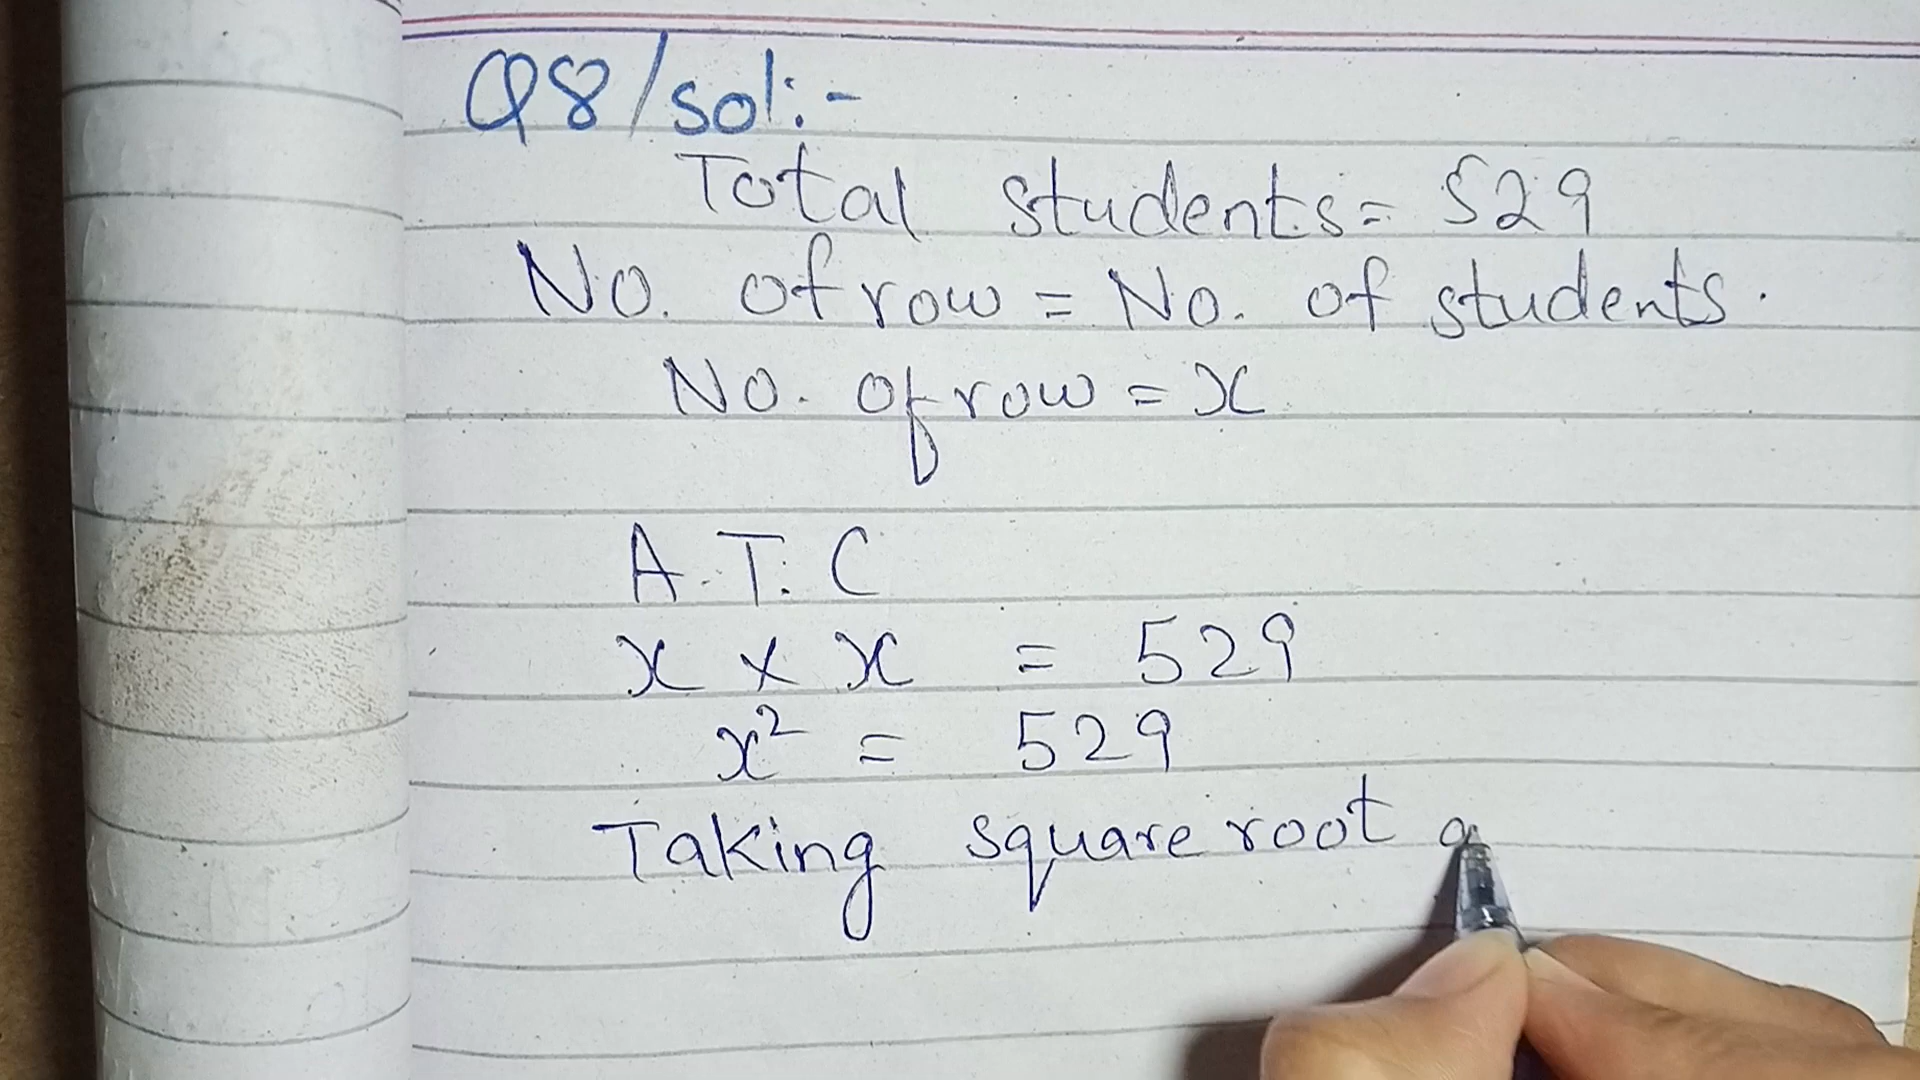 Q8/sol:-
Total students= 529
No. of row = No. of students.
No. of row = x
A.T.C
x × x = 529
x² = 529
Taking square root